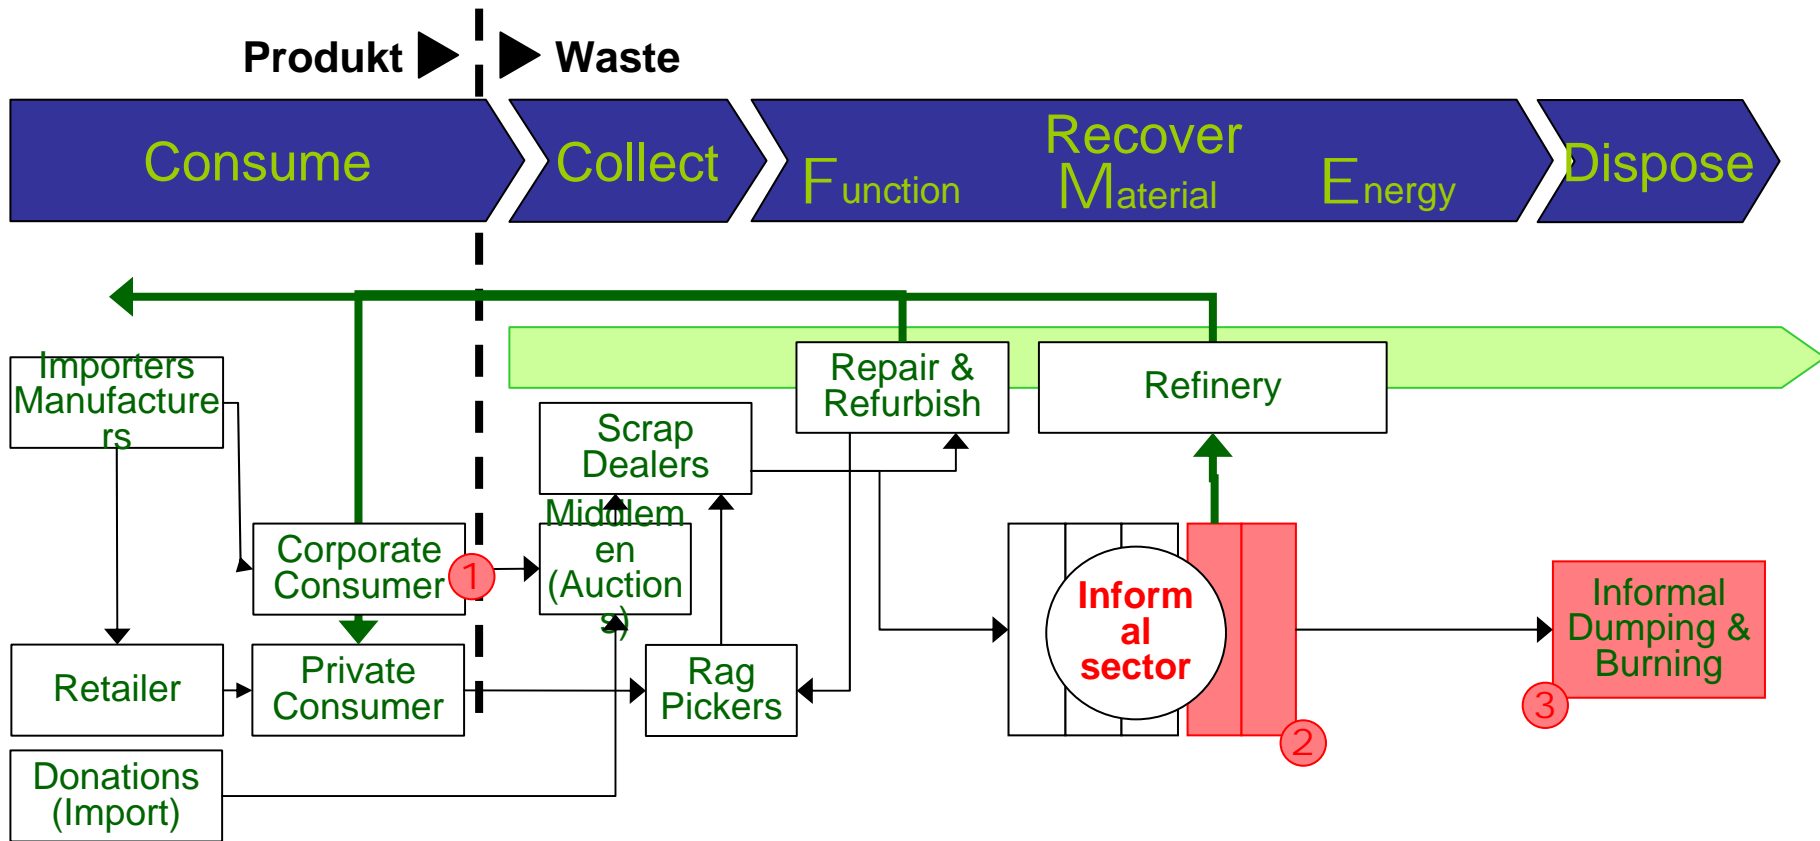 Produkt
Waste
Consume
Collect
Recover
Function
Material
Energy
Dispose
Importers
Manufacture
rs
Repair &
Refurbish
Refinery
Scrap
Dealers
Corporate
Consumer
1
Middlem
en
(Auction
s)
Inform
al
sector
Informal
Dumping &
Burning
Retailer
Private
Consumer
Rag
Pickers
3
2
Donations
(Import)